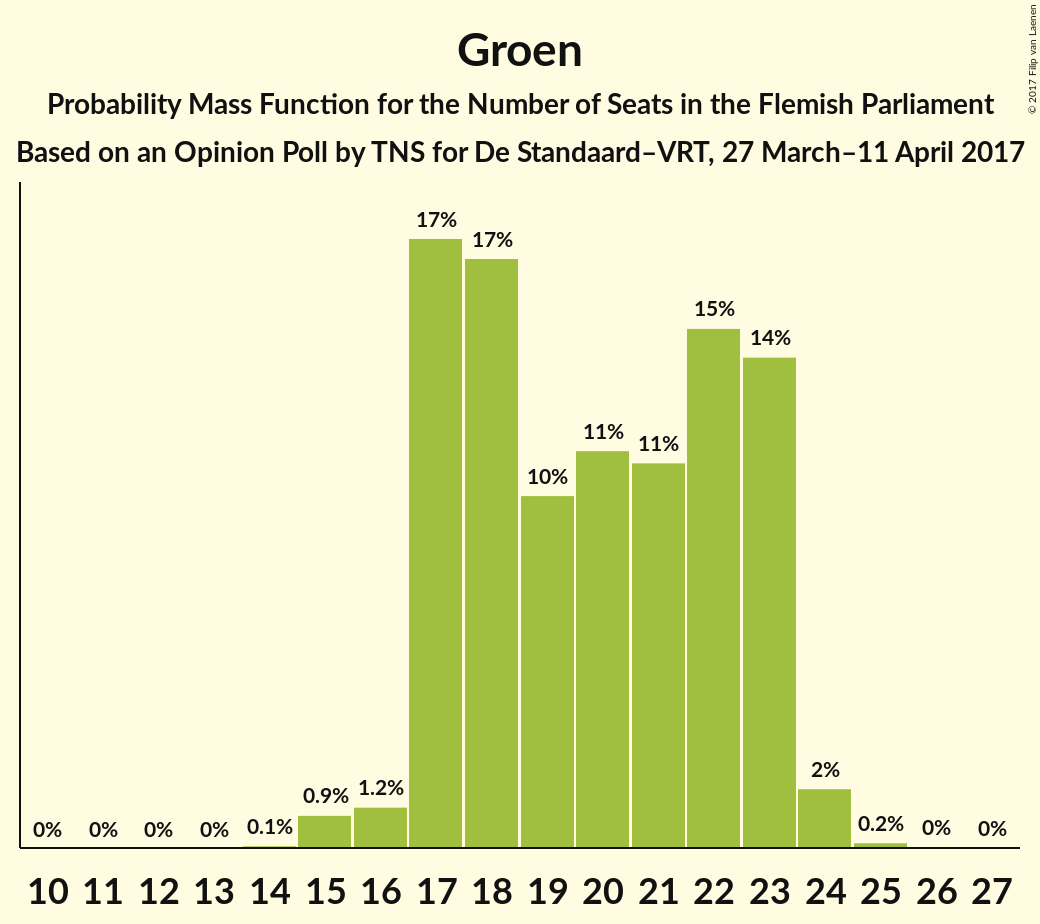 Groen
Probability Mass Function for the Number of Seats in the Flemish Parliament
Based on an Opinion Poll by TNS for De Standaard–VRT, 27 March–11 April 2017
© 2017 Filip van Laenen
0% 0% 0% 0% 0.1% 0.9% 1.2% 17% 17% 10% 11% 11% 15% 14% 2% 0.2% 0% 0%
10 11 12 13 14 15 16 17 18 19 20 21 22 23 24 25 26 27